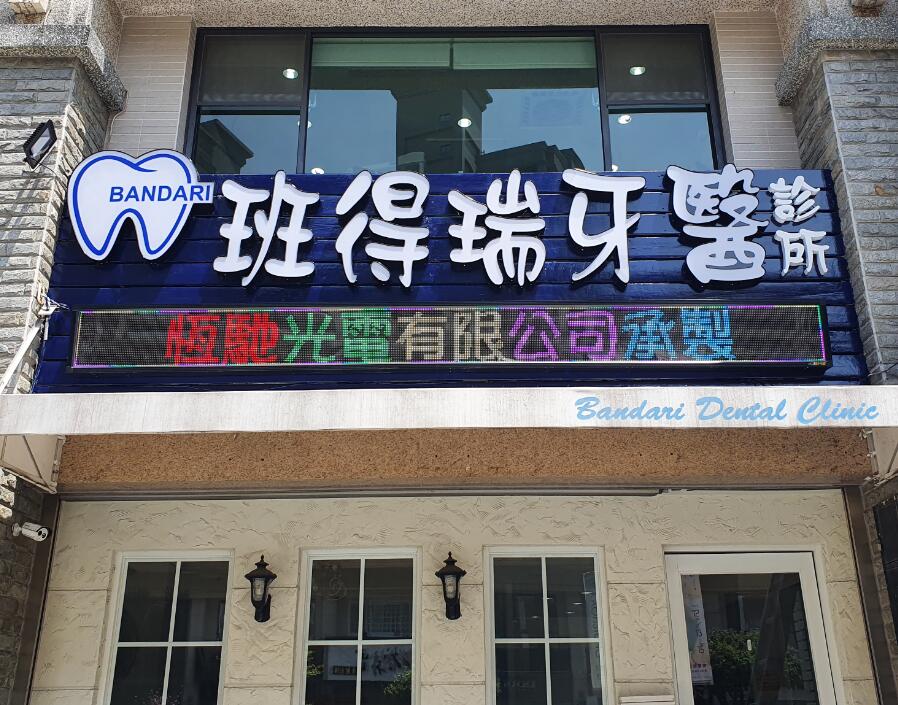 BANDARI
班得瑞牙醫診所
恆馳光電有限公司承製
Bandari Dental Clinic